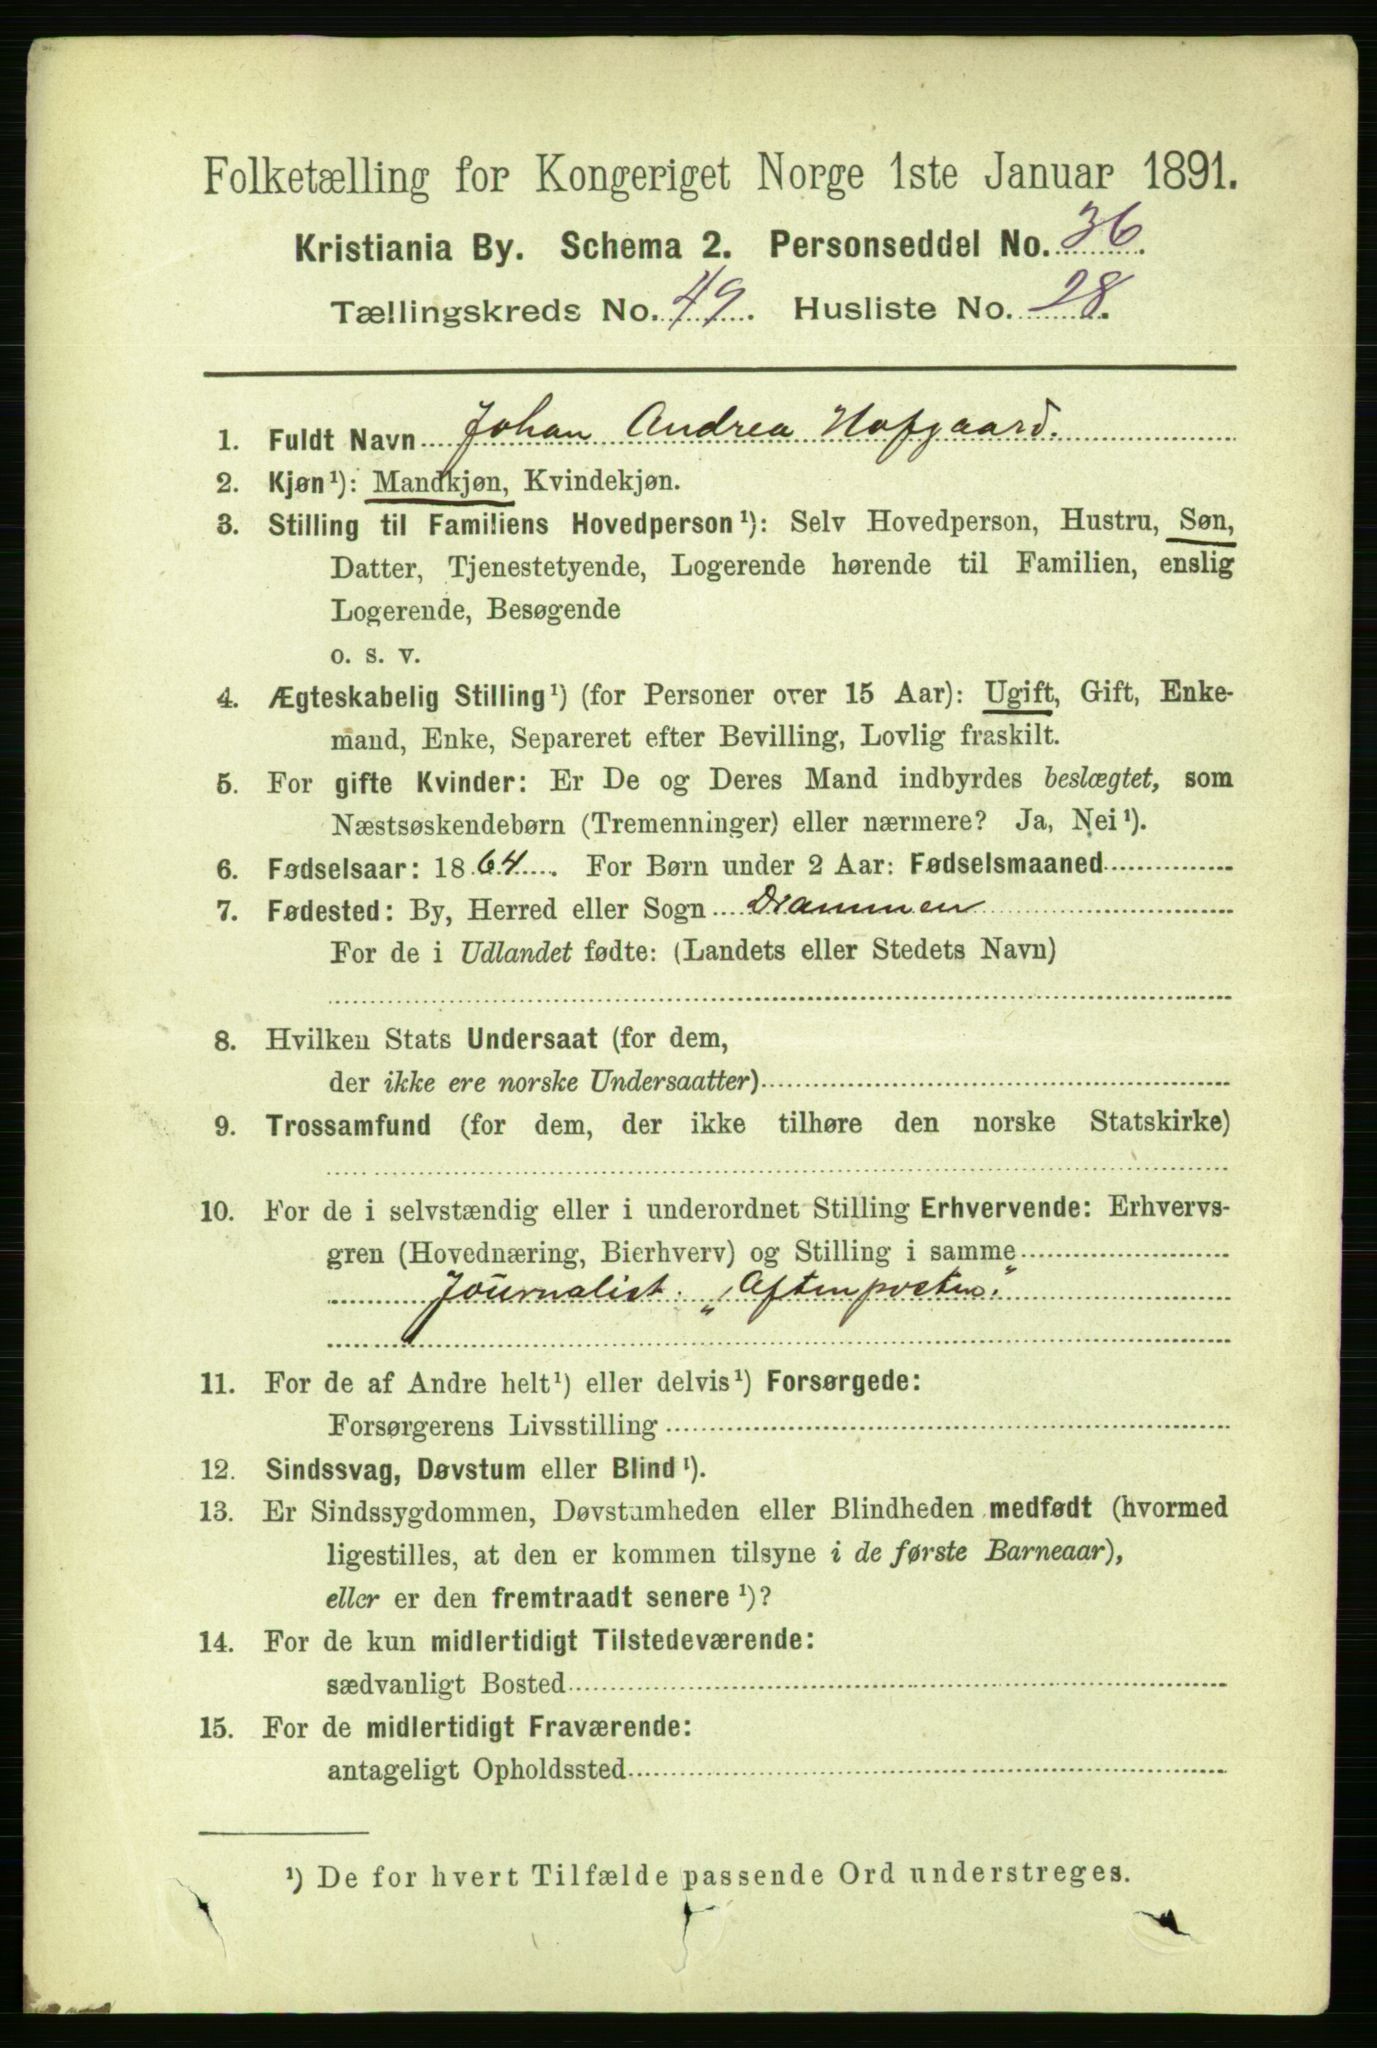 Folketælling for Kongeriget Norge 1ste Januar 1891.
Kristiania By. Schema 2. Personseddel No. 36.
Tællingskreds No. 49. Husliste No. 28.
1. Fuldt Navn Johan Andrea Hofgaard.
2. Kjøn¹): Mandkjøn, Kvindekjøn.
3. Stilling til Familiens Hovedperson¹): Selv Hovedperson, Hustru, Søn,
Datter, Tjenestetyende, Logerende hørende til Familien, enslig
Logerende, Besøgende
o. s. v.
4. Ægteskabelig Stilling¹) (for Personer over 15 Aar): Ugift, Gift, Enke-
mand, Enke, Separeret efter Bevilling, Lovlig fraskilt.
5. For gifte Kvinder: Er De og Deres Mand indbyrdes beslægtet, som
Næstsøskendebørn (Tremenninger) eller nærmere? Ja, Nei¹).
6. Fødselsaar: 1864. For Børn under 2 Aar: Fødselsmaaned
7. Fødested: By, Herred eller Sogn Drammen
For de i Udlandet fødte: (Landets eller Stedets Navn)
8. Hvilken Stats Undersaat (for dem,
der ikke ere norske Undersaatter)
9. Trossamfund (for dem, der ikke tilhøre den norske Statskirke)
10. For de i selvstændig eller i underordnet Stilling Erhvervende: Erhvervs-
gren (Hovednæring, Bierhverv) og Stilling i samme
Journalist. „Aftenposten."
11. For de af Andre helt¹) eller delvis¹) Forsørgede:
Forsørgerens Livsstilling
12. Sindssvag, Døvstum eller Blind¹).
13. Er Sindssygdommen, Døvstumheden eller Blindheden medfødt (hvormed
ligestilles, at den er kommen tilsyne i de første Barneaar),
eller er den fremtraadt senere¹)?
14. For de kun midlertidigt Tilstedeværende:
sædvanligt Bosted
15. For de midlertidigt Fraværende:
antageligt Opholdssted
¹) De for hvert Tilfælde passende Ord understreges.